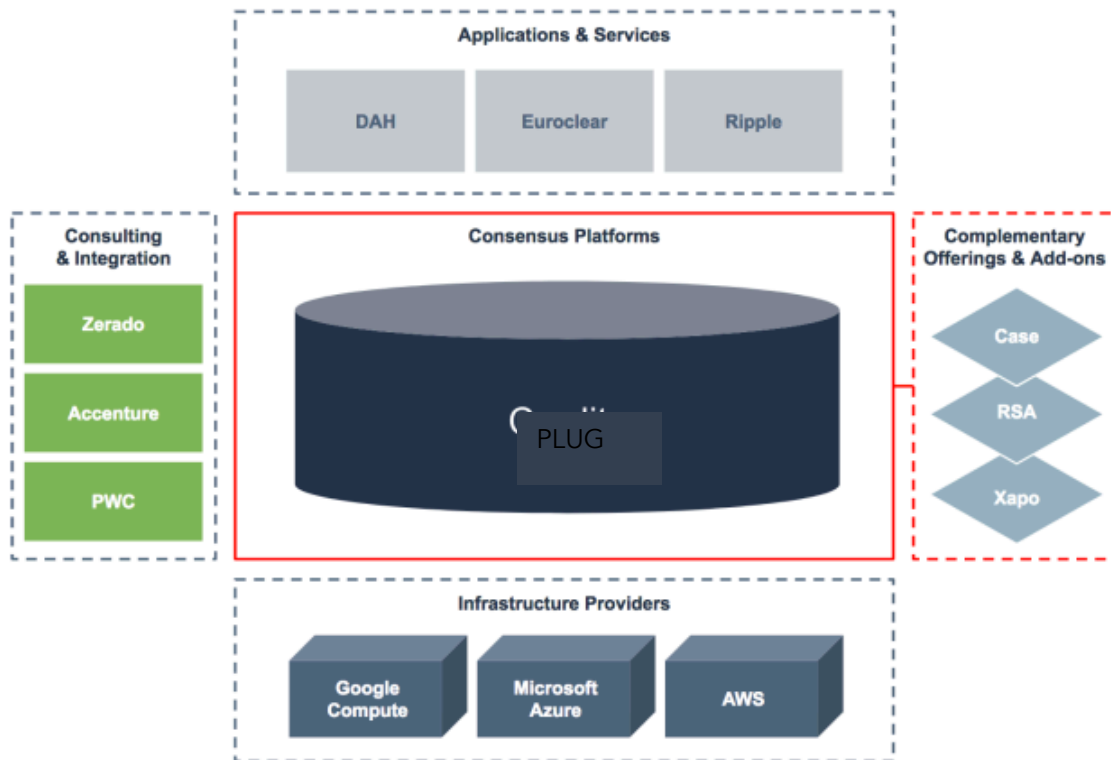 Applications & Services
DAH
Euroclear
Ripple
Consulting
& Integration
Zerado
Accenture
PWC
Consensus Platforms
PLUG
Complementary
Offerings & Add-ons
Case
RSA
Xapo
Infrastructure Providers
Google
Compute
Microsoft
Azure
AWS